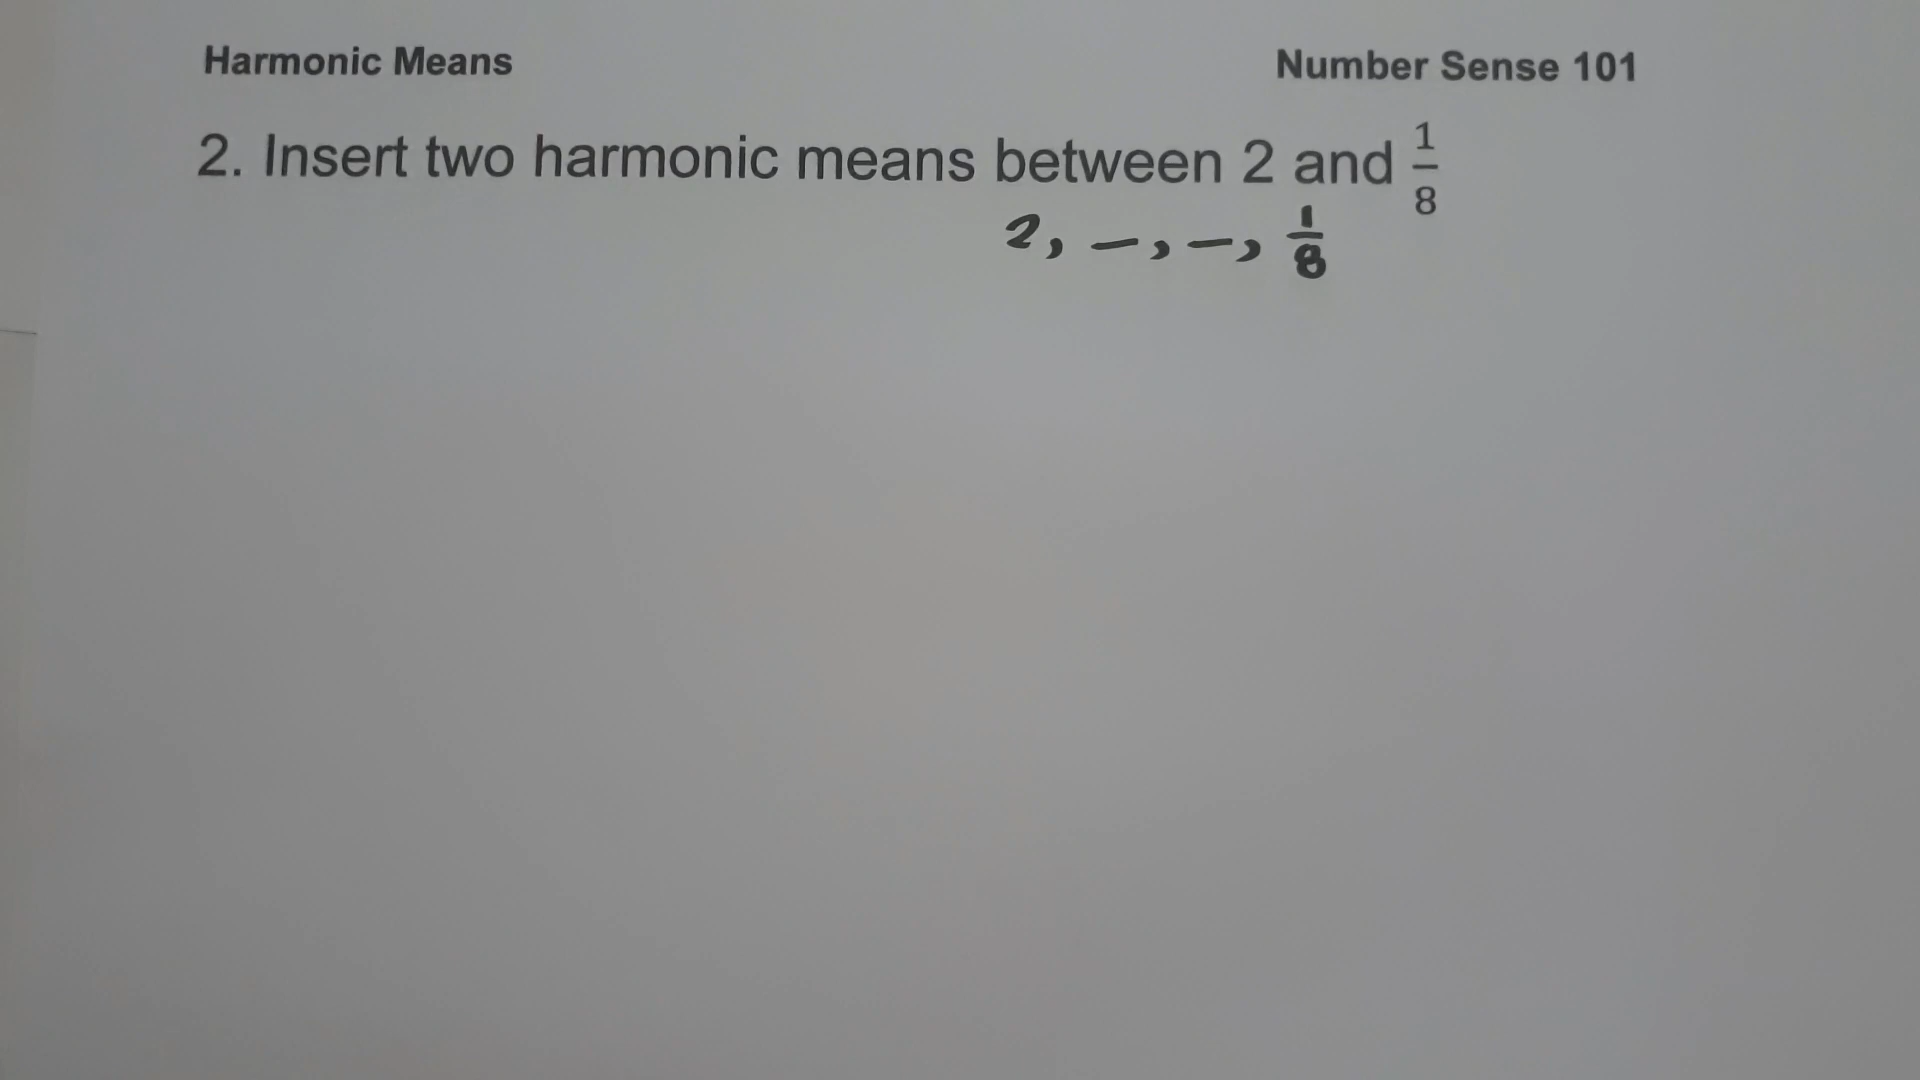 Harmonic Means
Number Sense 101
2. Insert two harmonic means between 2 and 1/8
2, _, _, 1/8